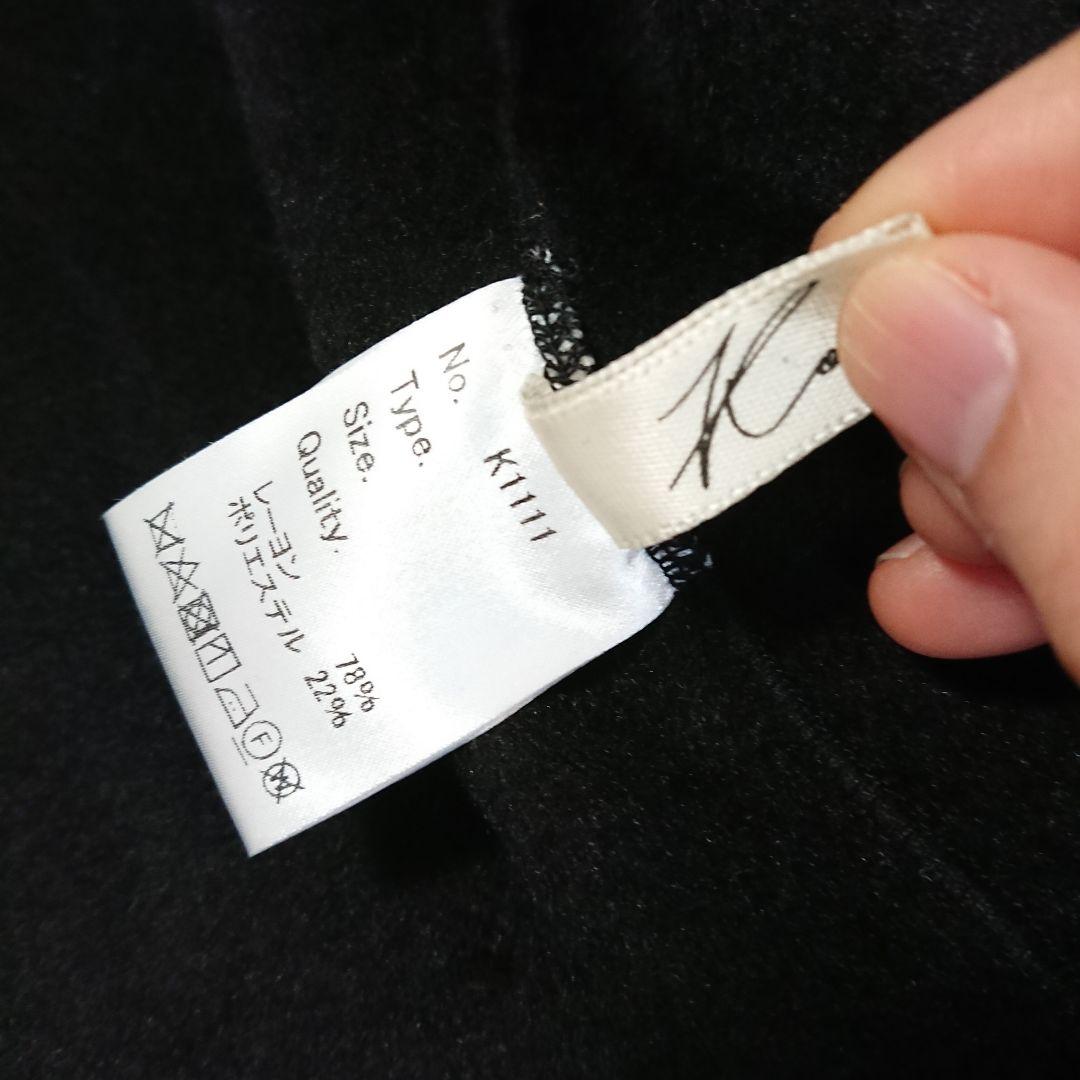 No. K1111
Type.
Size.
Quality.
レーヨン 78%
ポリエステル 22%
F
W